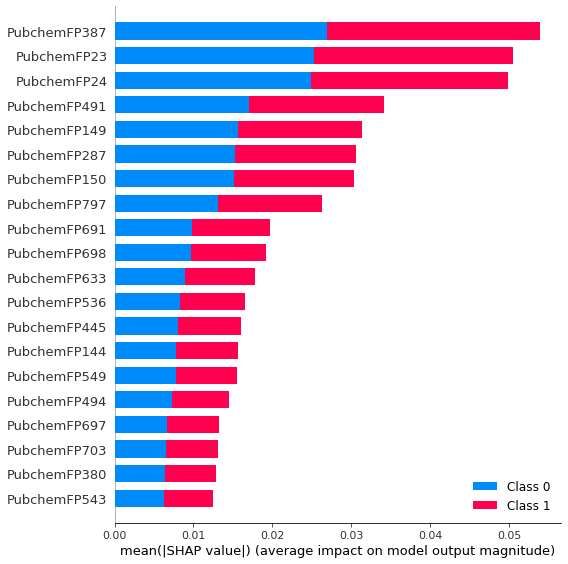 PubchemFP387
PubchemFP23
PubchemFP24
PubchemFP491
PubchemFP149
PubchemFP287
PubchemFP150
PubchemFP797
PubchemFP691
PubchemFP698
PubchemFP633
PubchemFP536
PubchemFP445
PubchemFP144
PubchemFP549
PubchemFP494
PubchemFP697
PubchemFP703
PubchemFP380
PubchemFP543
Class 0
Class 1
0.00 0.01 0.02 0.03 0.04 0.05
mean(|SHAP value|) (average impact on model output magnitude)